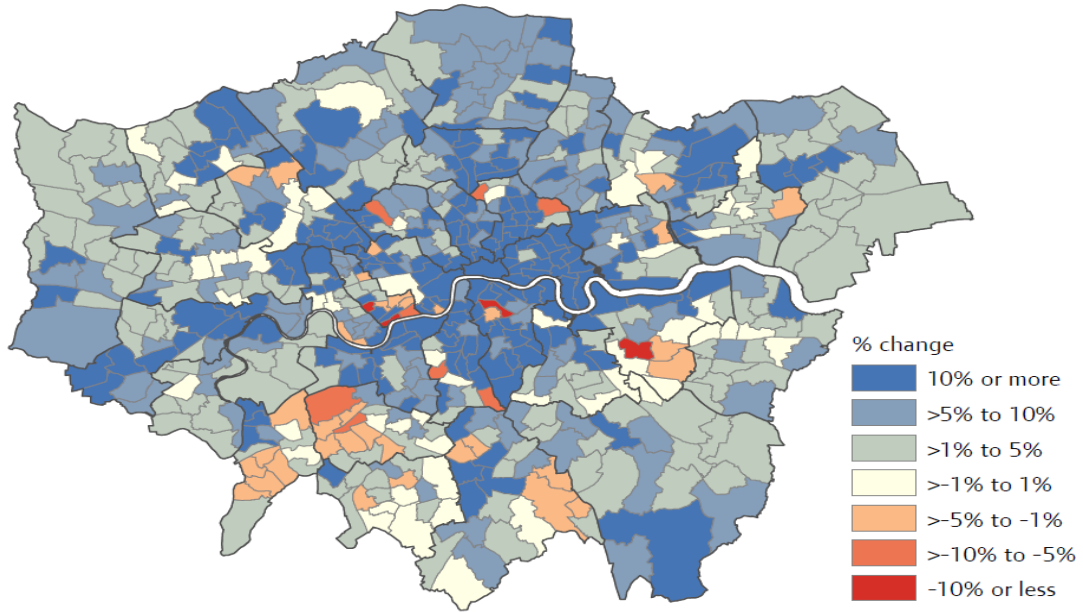 % change
10% or more
>5% to 10%
>1% to 5%
>-1% to 1%
>-5% to -1%
>-10% to -5%
-10% or less